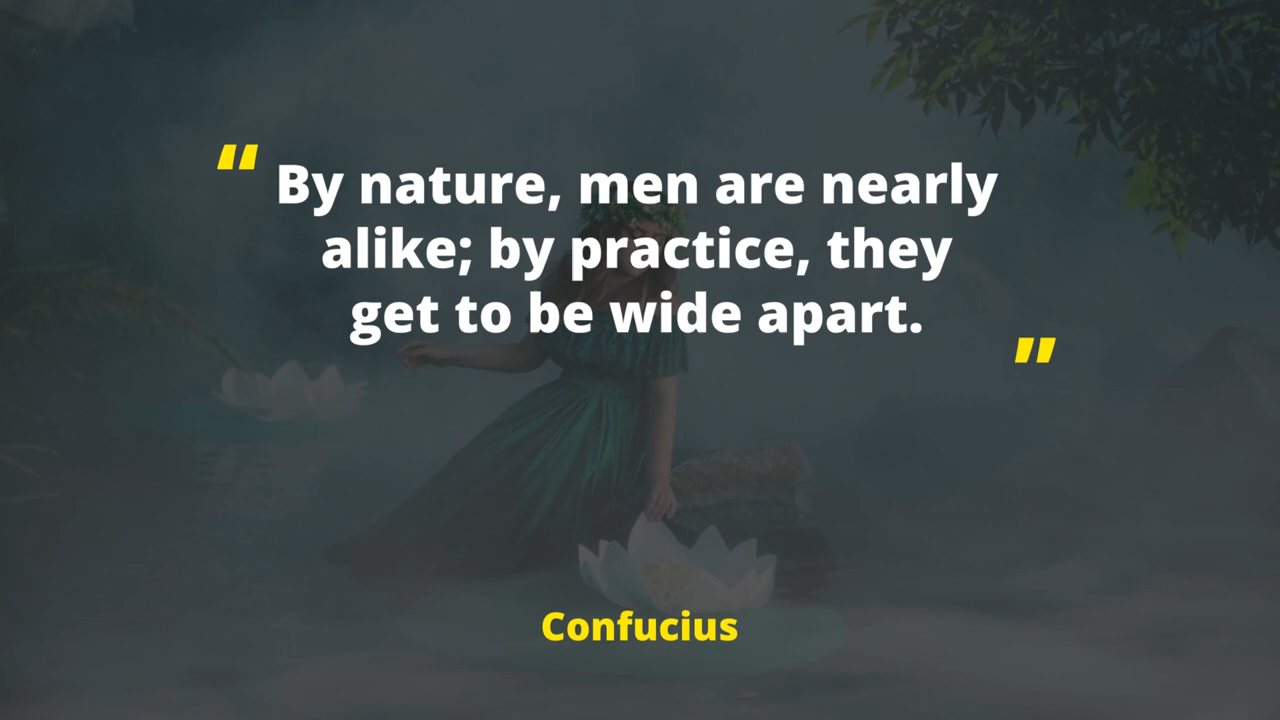 “ By nature, men are nearly
alike; by practice, they
get to be wide apart.
”
Confucius